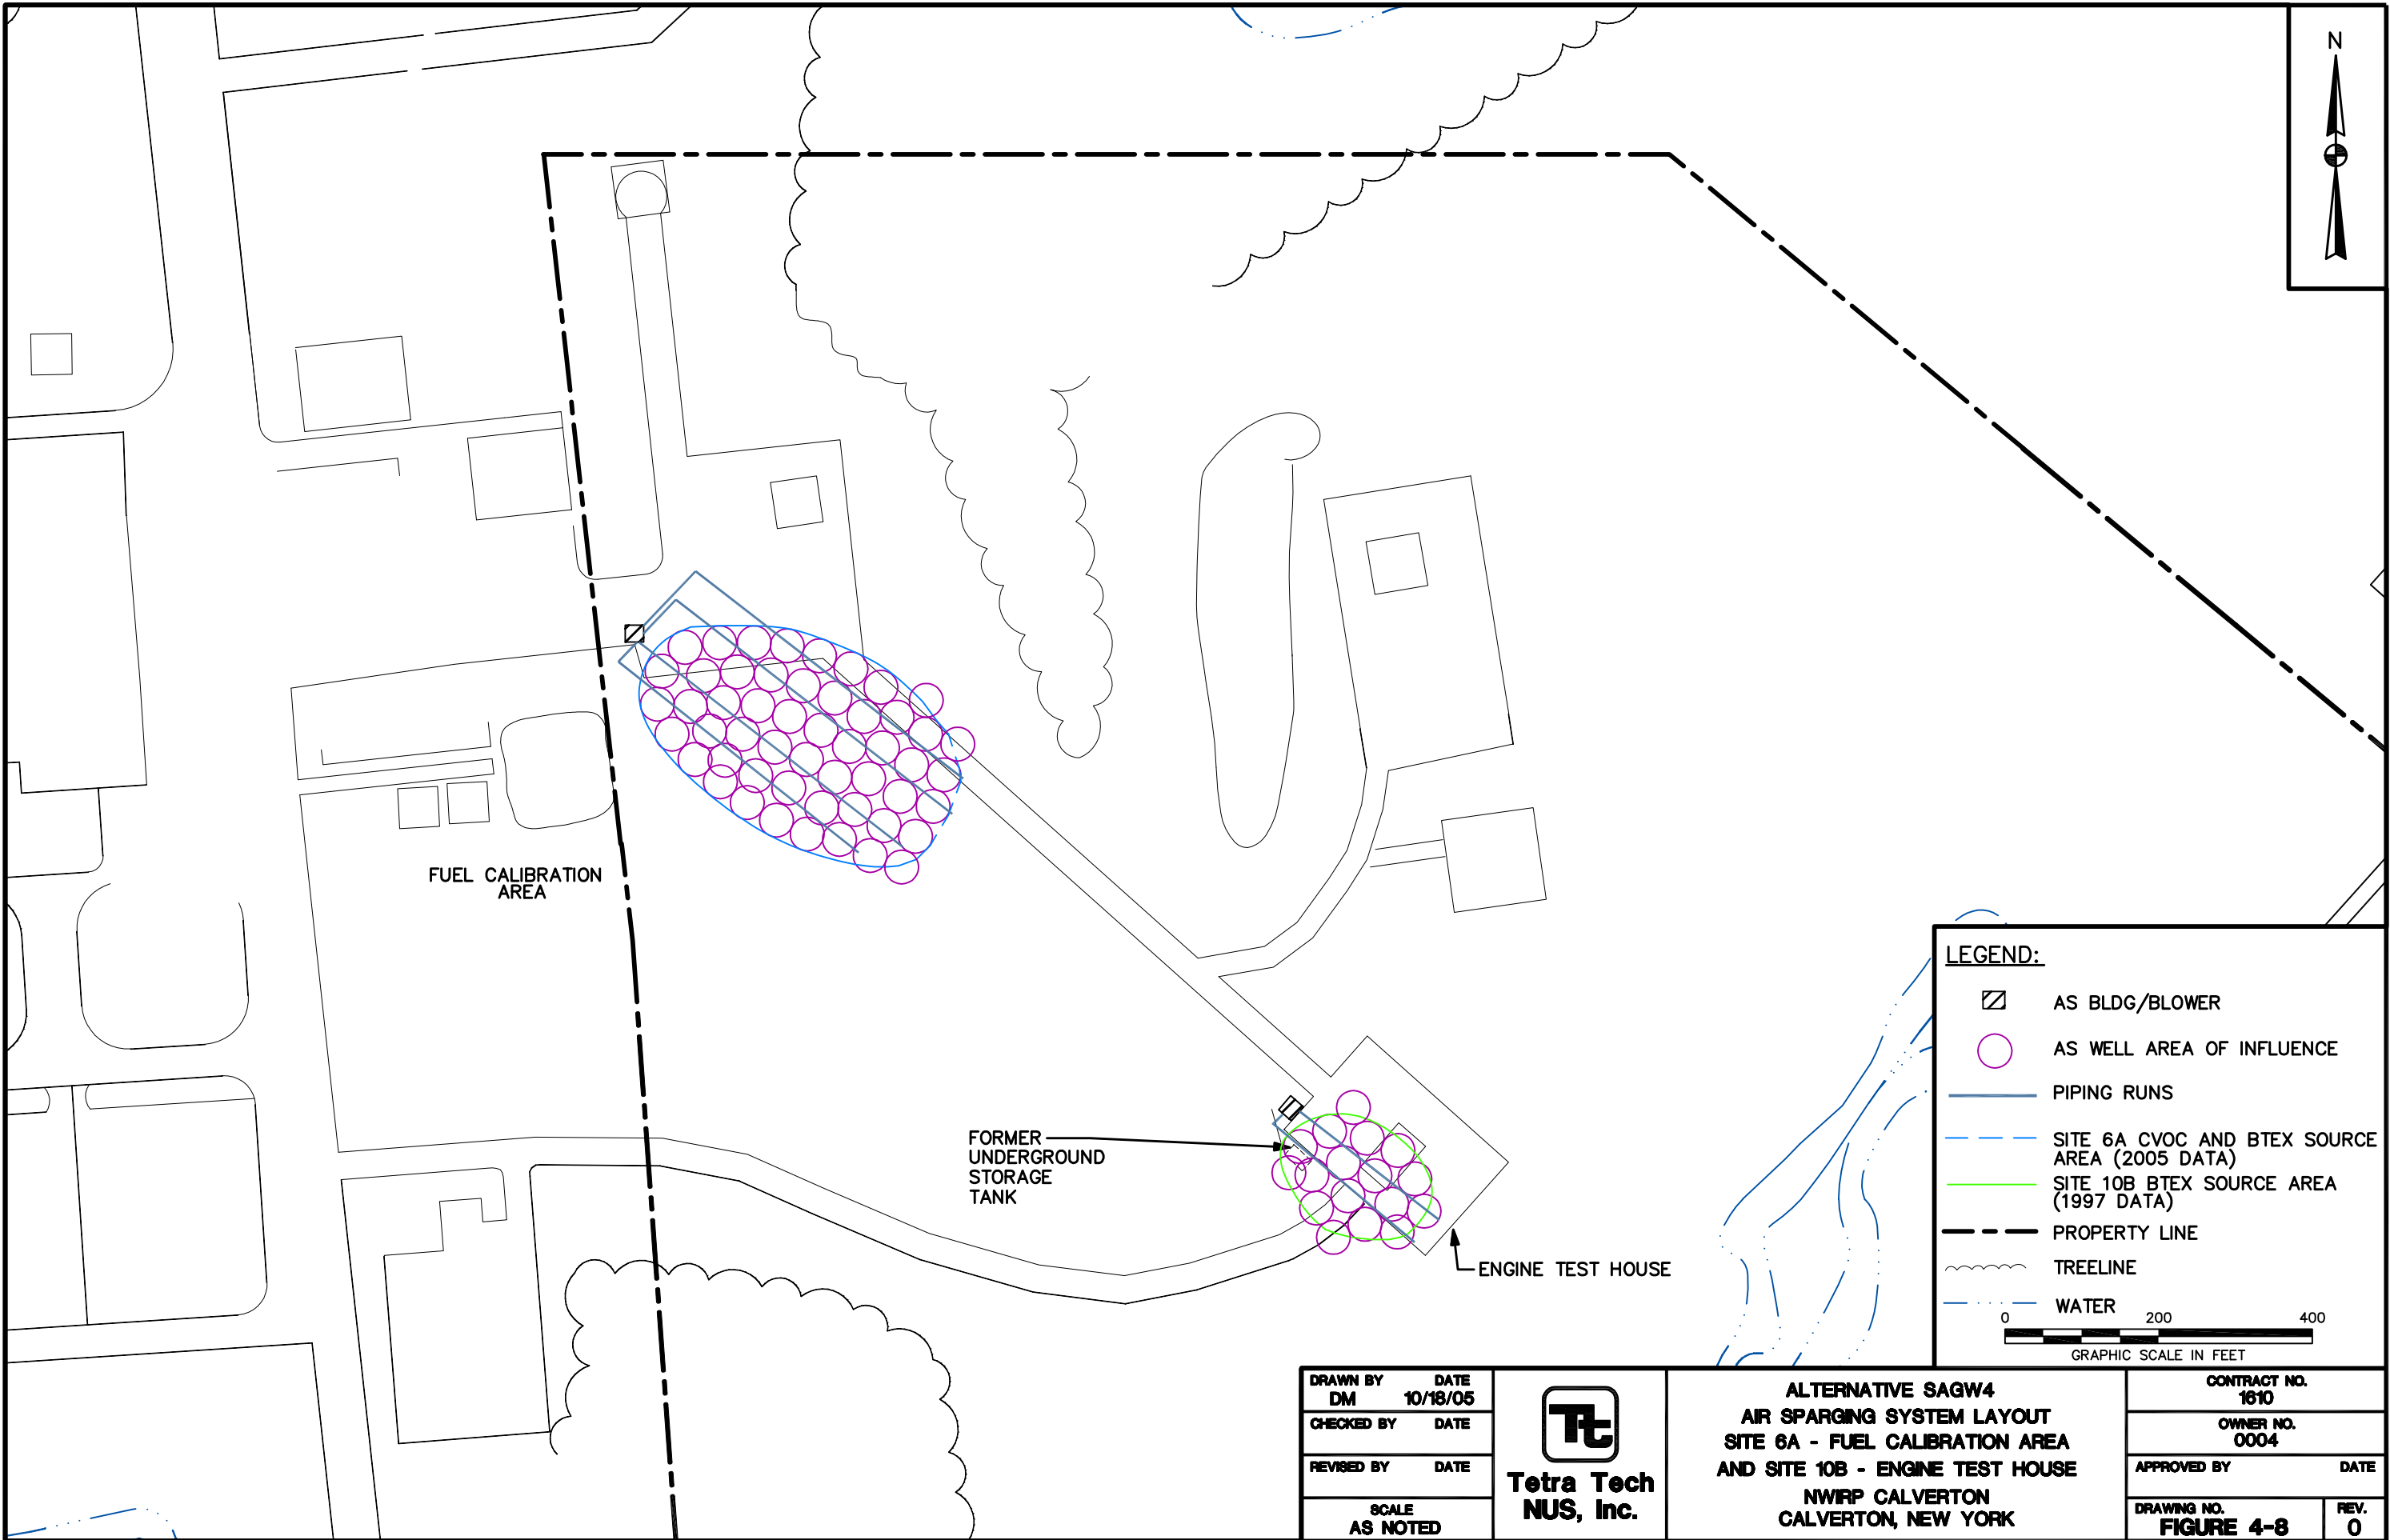 N
FUEL CALIBRATION
AREA
FORMER
UNDERGROUND
STORAGE
TANK
ENGINE TEST HOUSE
LEGEND:
AS BLDG/BLOWER
AS WELL AREA OF INFLUENCE
PIPING RUNS
SITE 6A CVOC AND BTEX SOURCE
AREA (2005 DATA)
SITE 10B BTEX SOURCE AREA
(1997 DATA)
PROPERTY LINE
TREELINE
WATER
0 200 400
GRAPHIC SCALE IN FEET
DRAWN BY DATE
DM 10/18/05
CHECKED BY DATE
REVISED BY DATE
SCALE
AS NOTED
Tt
Tetra Tech
NUS, Inc.
ALTERNATIVE SAGW4
AIR SPARGING SYSTEM LAYOUT
SITE 6A - FUEL CALIBRATION AREA
AND SITE 10B - ENGINE TEST HOUSE
NWIRP CALVERTON
CALVERTON, NEW YORK
CONTRACT NO.
1610
OWNER NO.
0004
APPROVED BY DATE
DRAWING NO.
FIGURE 4-8
REV.
0